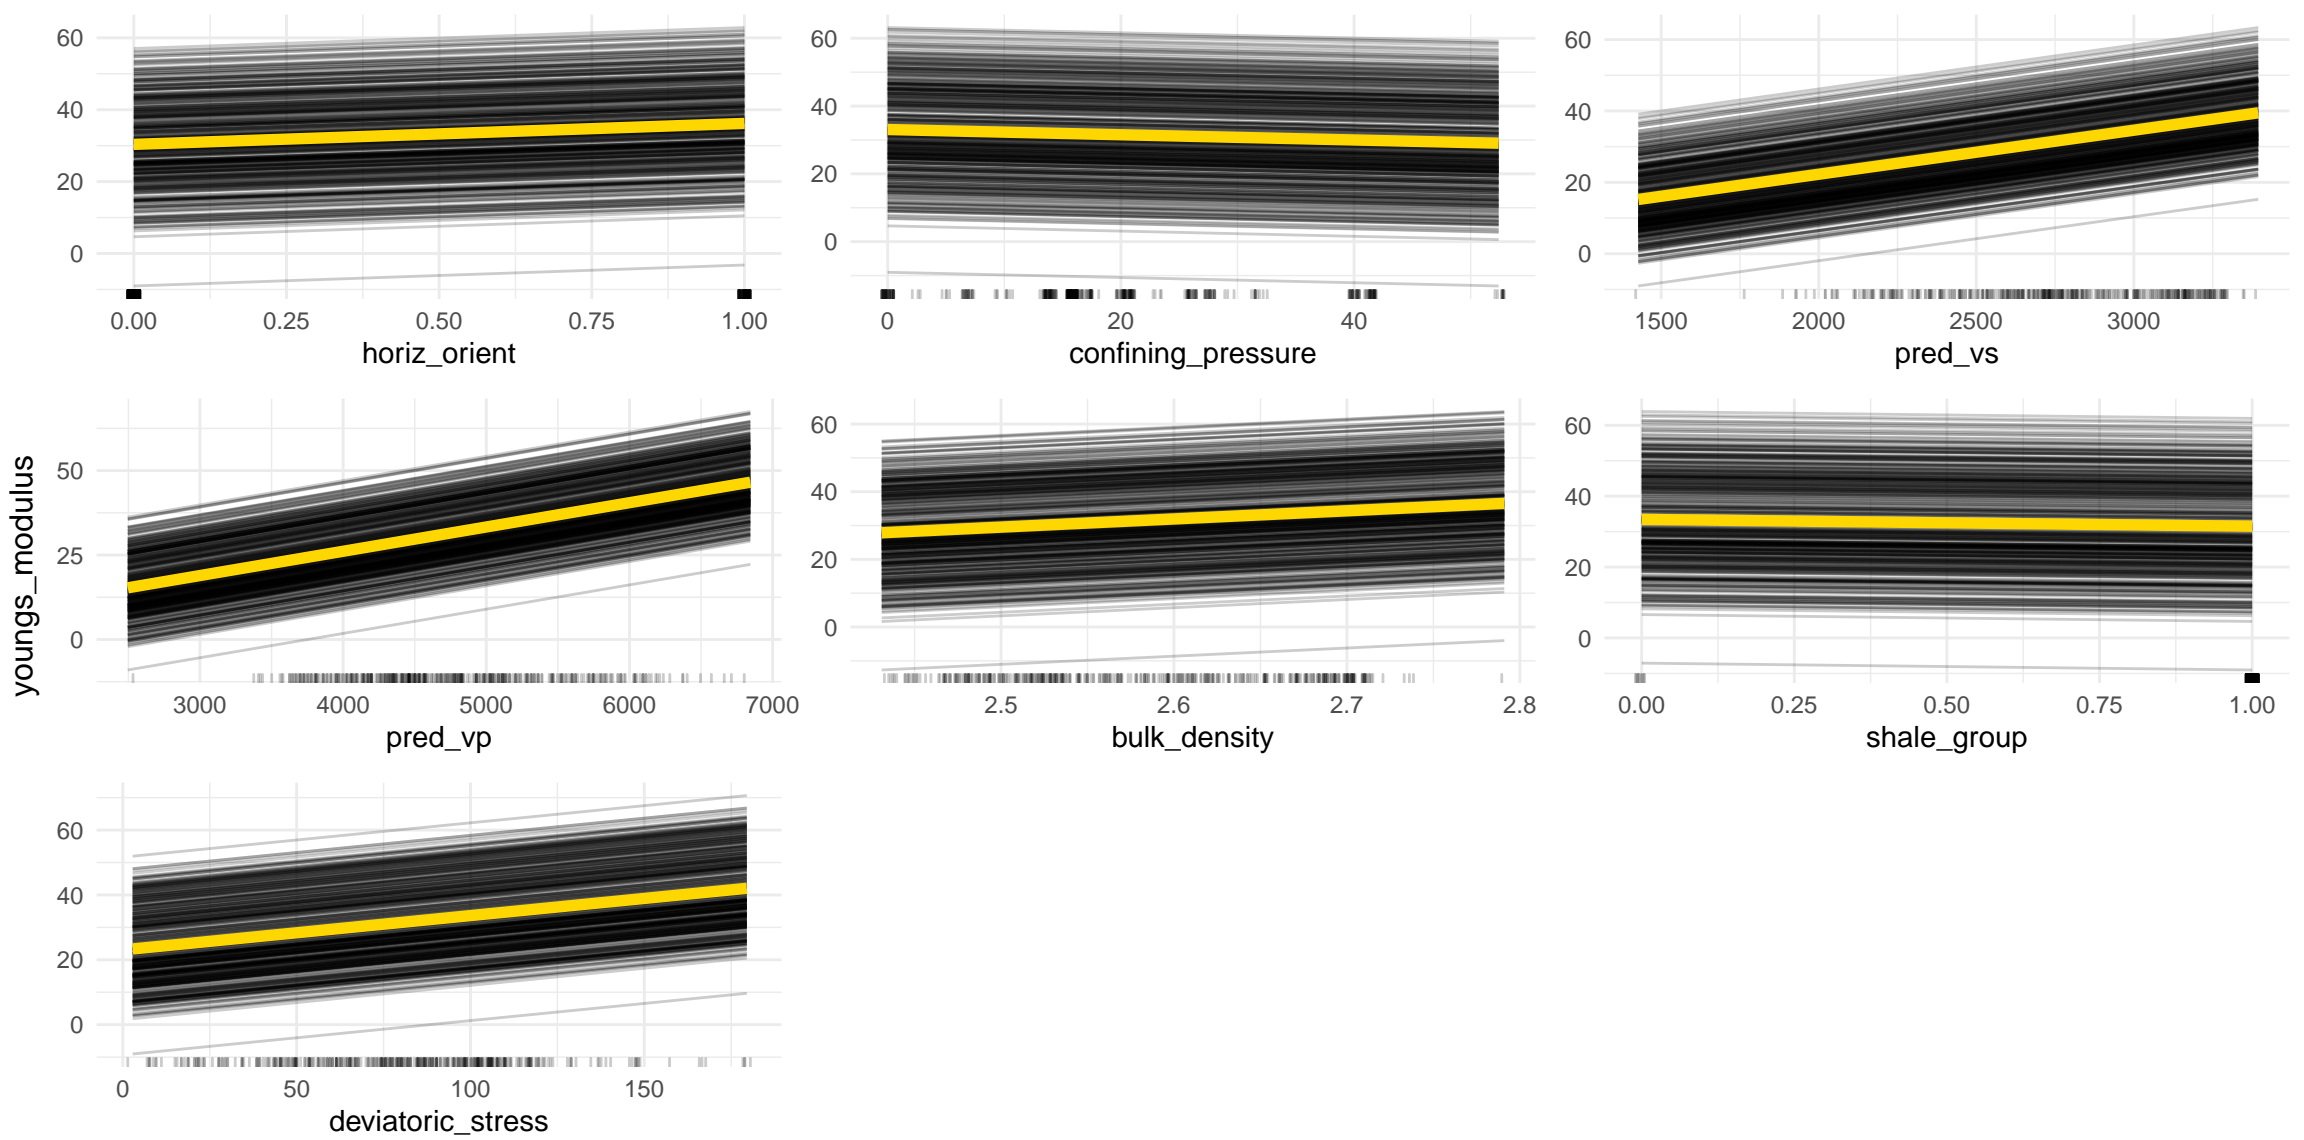 60
40
20
0
0.00 0.25 0.50 0.75 1.00
horiz_orient
60
40
20
0
0 20 40
confining_pressure
60
40
20
0
1500 2000 2500 3000
pred_vs
youngs_modulus
50
25
0
3000 4000 5000 6000 7000
pred_vp
60
40
20
0
2.5 2.6 2.7 2.8
bulk_density
60
40
20
0
0.00 0.25 0.50 0.75 1.00
shale_group
60
40
20
0
0 50 100 150
deviatoric_stress